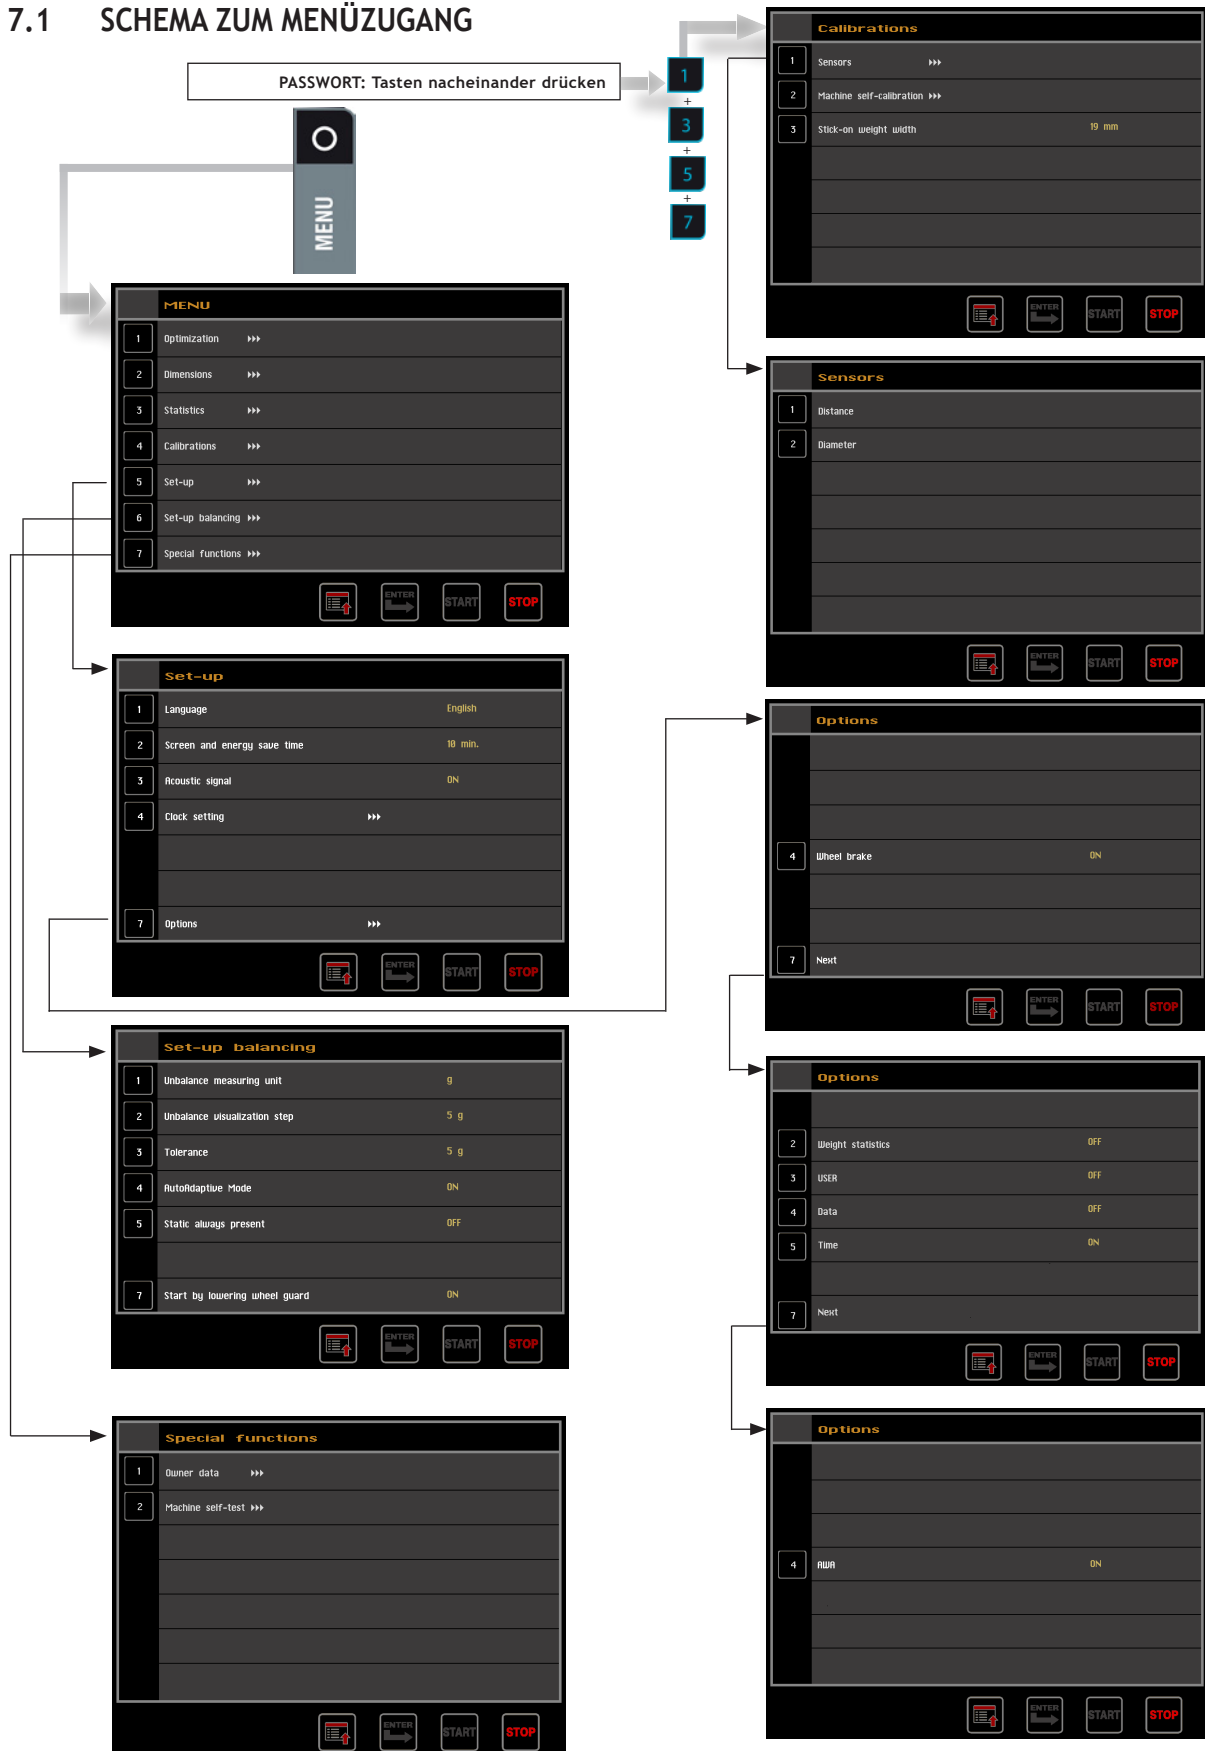 7.1 SCHEMA ZUM MENÜZUGANG
PASSWORT: Tasten nacheinander drücken
1
+
3
+
5
+
7
MENU
MENU
1 Optimization
2 Dimensions
3 Statistics
4 Calibrations
5 Set-up
6 Set-up balancing
7 Special functions
ENTER START STOP
Set-up
1 Language English
2 Screen and energy save time 10 min.
3 Acoustic signal ON
4 Clock setting
7 Options
ENTER START STOP
Set-up balancing
1 Unbalance measuring unit g
2 Unbalance visualization step 5 g
3 Tolerance 5 g
4 AutoAdaptive Mode ON
5 Static always present OFF
7 Start by lowering wheel guard ON
ENTER START STOP
Special functions
1 Owner data
2 Machine self-test
ENTER START STOP
Calibrations
1 Sensors
2 Machine self-calibration
3 Stick-on weight width 19 mm
ENTER START STOP
Sensors
1 Distance
2 Diameter
ENTER START STOP
Options
4 Wheel brake ON
7 Next
ENTER START STOP
Options
2 Weight statistics OFF
3 USER OFF
4 Data OFF
5 Time ON
7 Next
ENTER START STOP
Options
4 AWA ON
ENTER START STOP